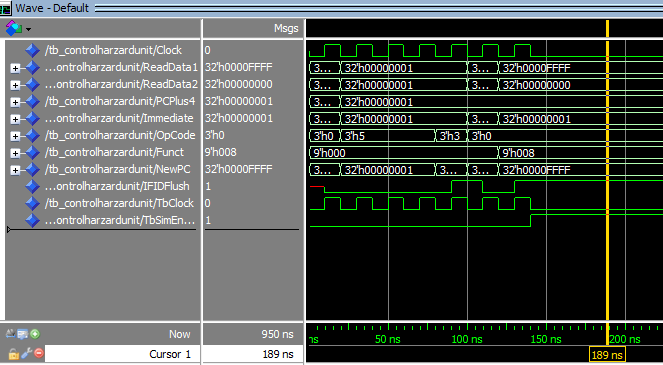 Wave - Default
Msgs
/tb_controlharzardunit/Clock 0
...ontrolharzardunit/ReadData1 32'h0000FFFF 3... 32'h00000001 3... 32'h0000FFFF
...ontrolharzardunit/ReadData2 32'h00000000 3... 32'h00000001 3... 32'h00000000
/tb_controlharzardunit/PCPlus4 32'h00000001 3... 32'h00000001
...ontrolharzardunit/Immediate 32'h00000001 3... 32'h00000001 3... 32'h00000001
/tb_controlharzardunit/OpCode 3'h0 3'h0 3'h5 3'h3 3'h0
/tb_controlharzardunit/Funct 9'h008 9'h000 9'h008
/tb_controlharzardunit/NewPC 32'h0000FFFF 3... 32'h00000001 3... 3... 32'h0000FFFF
...ontrolharzardunit/IFIDFlush 1
/tb_controlharzardunit/TbClock 0
...ontrolharzardunit/TbSimEn... 1
Now 950 ns ns 50 ns 100 ns 150 ns 200 ns
Cursor 1 189 ns 189 ns